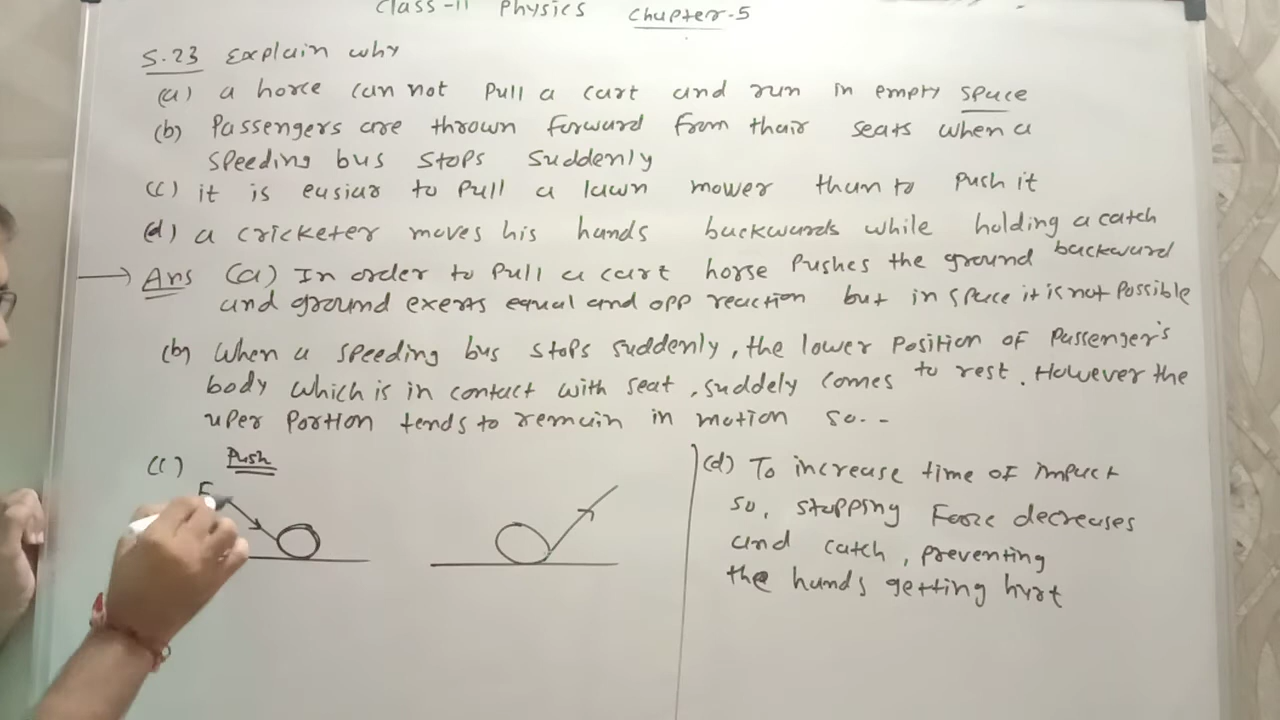 Class-11 Physics Chapter-5
5.23 Explain why
(a) a horce can not pull a cart and run in empty space
(b) Passengers are thrown forward from thair seats when a
speeding bus stops suddenly
(c) it is easiar to pull a lawn mower than to push it
(d) a cricketer moves his hands backwards while holding a catch
→ Ans (a) In order to pull a cart horse pushes the ground backward
and ground exerts equal and opp reaction but in space it is not possible
(b) When a speeding bus stops suddenly, the lower position of passenger's
body which is in contact with seat, suddely comes to rest. However the
uper portion tends to remain in motion so...
(c) Push
F
(d) To increase time of impact
so, stopping Force decreases
and catch, preventing
the hands getting hurt